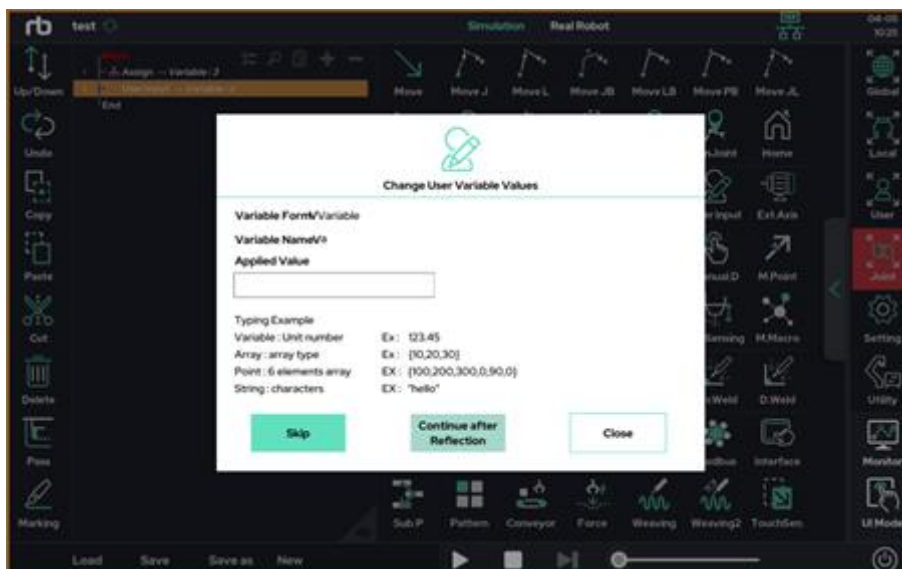 rb test Simulation Real Robot 04-05
10:25
Up/Down
Undo
Copy
Paste
Cut
Delete
Pass
Marking
Assign
Variable
End
Move Move J Move L Move JB Move LB Move PB Move JL
Home
Ext.Axis
M.Point
M.Macro
D.Weld
Interface
Change User Variable Values
Variable Form Variable
Variable Name
Applied Value
Typing Example
Variable : Unit number Ex : 123.45
Array : array type Ex : {10,20,30}
Point : 6 elements array EX : {100,200,300,0,90,0}
String : characters EX : "hello"
Skip
Continue after
Reflection
Close
Sub P Pattern Conveyor Force Weaving Weaving2 TouchSen
Global
Local
User
Joint
Setting
Utility
Monitor
UI Mode
Load Save Save as New